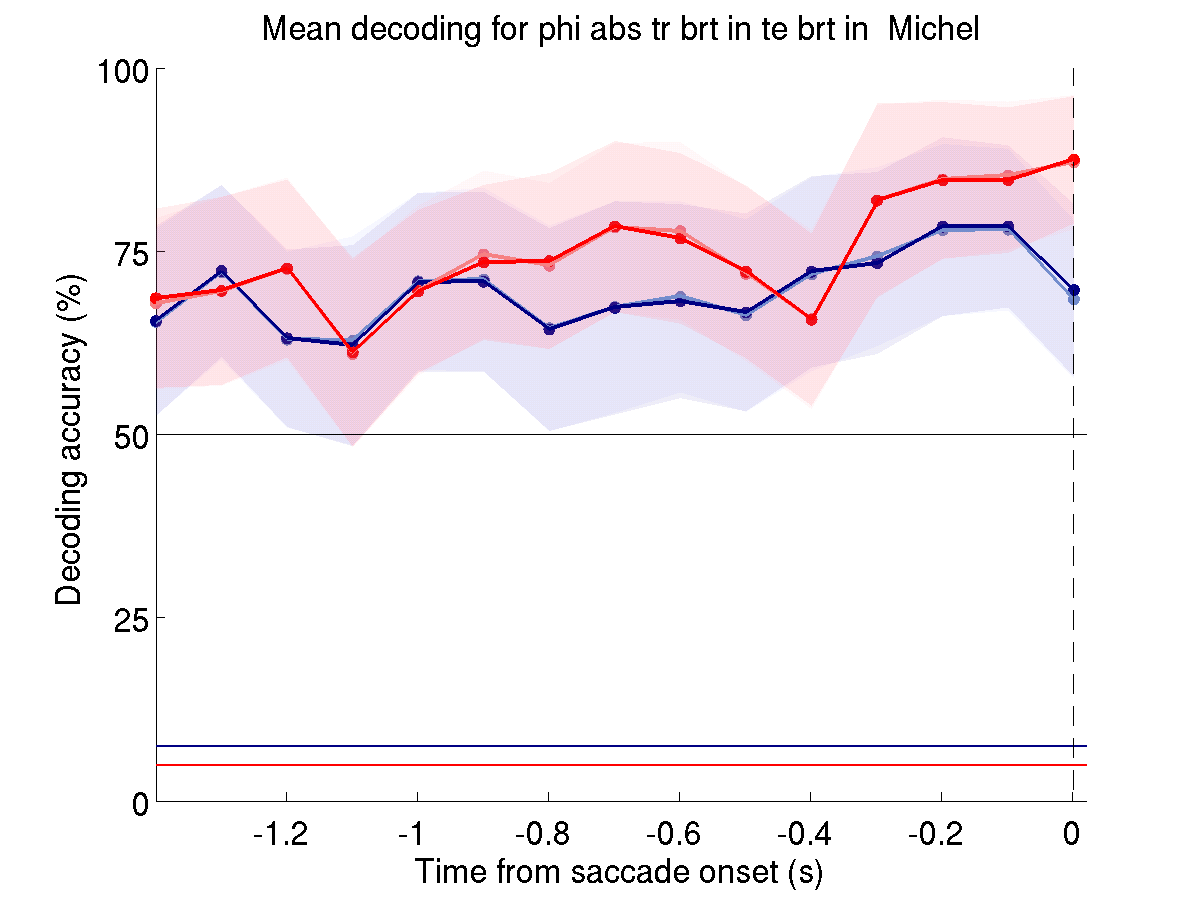 Mean decoding for phi abs tr brt in te brt in  Michel
100
75
50
25
0
Decoding accuracy (%)
-1.2 -1 -0.8 -0.6 -0.4 -0.2 0
Time from saccade onset (s)